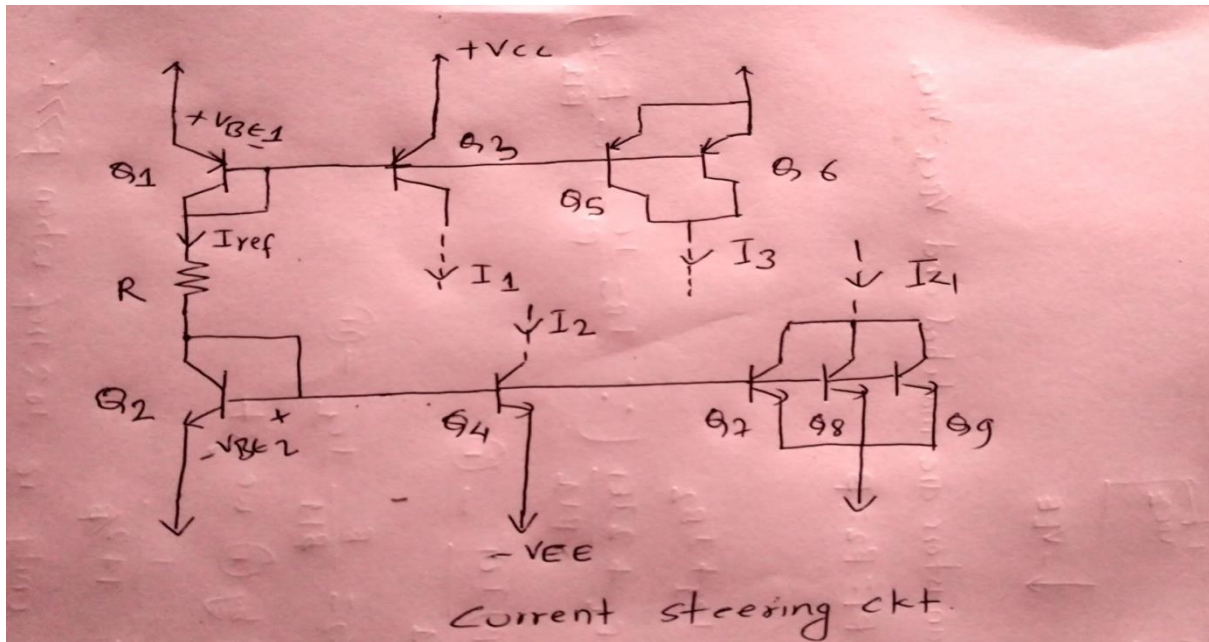 +VCC
+VBE1
-
Q1
Q3
Q5
Q6
Iref
R
I1
I3
I4
I2
Q2
+
-VBE2
Q4
Q7
Q8
Q9
-VEE
Current steering ckt.